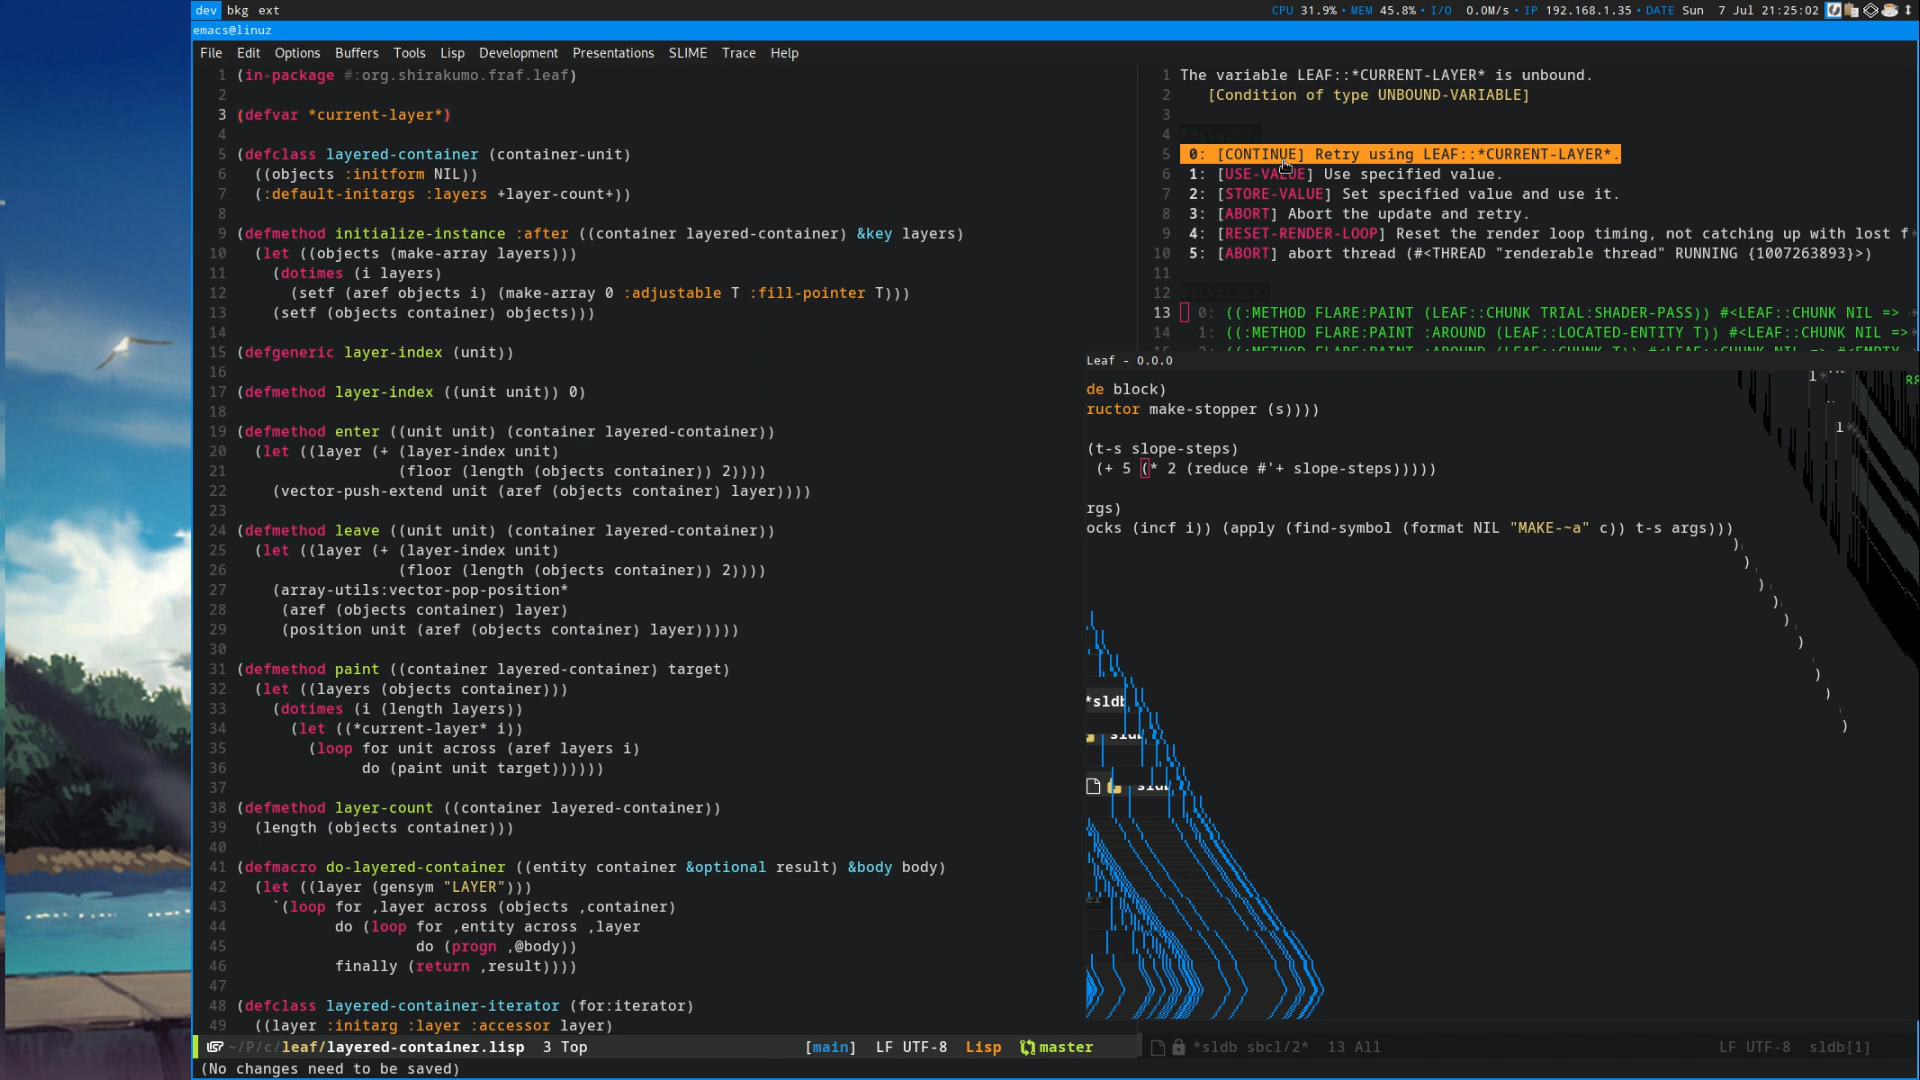 dev bkg ext
CPU 31.9% • MEM 45.8% • I/O 0.0M/s • IP 192.168.1.35 • DATE Sun 7 Jul 21:25:02
emacs@linuz
File Edit Options Buffers Tools Lisp Development Presentations SLIME Trace Help
1 (in-package #:org.shirakumo.fraf.leaf)
2
3 (defvar *current-layer*)
4
5 (defclass layered-container (container-unit)
6 ((objects :initform NIL))
7 (:default-initargs :layers +layer-count+))
8
9 (defmethod initialize-instance :after ((container layered-container) &key layers)
10 (let ((objects (make-array layers)))
11 (dotimes (i layers)
12 (setf (aref objects i) (make-array 0 :adjustable T :fill-pointer T)))
13 (setf (objects container) objects)))
14
15 (defgeneric layer-index (unit))
16
17 (defmethod layer-index ((unit unit)) 0)
18
19 (defmethod enter ((unit unit) (container layered-container))
20 (let ((layer (+ (layer-index unit)
21 (floor (length (objects container)) 2))))
22 (vector-push-extend unit (aref (objects container) layer))))
23
24 (defmethod leave ((unit unit) (container layered-container))
25 (let ((layer (+ (layer-index unit)
26 (floor (length (objects container)) 2))))
27 (array-utils:vector-pop-position*
28 (aref (objects container) layer)
29 (position unit (aref (objects container) layer)))))
30
31 (defmethod paint ((container layered-container) target)
32 (let ((layers (objects container)))
33 (dotimes (i (length layers))
34 (let ((*current-layer* i))
35 (loop for unit across (aref layers i)
36 do (paint unit target))))))
37
38 (defmethod layer-count ((container layered-container))
39 (length (objects container)))
40
41 (defmacro do-layered-container ((entity container &optional result) &body body)
42 (let ((layer (gensym "LAYER")))
43 `(loop for ,layer across (objects ,container)
44 do (loop for ,entity across ,layer
45 do (progn ,@body))
46 finally (return ,result))))
47
48 (defclass layered-container-iterator (for:iterator)
49 ((layer :initarg :layer :accessor layer)
~/P/c/leaf/layered-container.lisp 3 Top [main] LF UTF-8 Lisp master
(No changes need to be saved)
1 The variable LEAF::*CURRENT-LAYER* is unbound.
2 [Condition of type UNBOUND-VARIABLE]
3
4 Restarts:
5 0: [CONTINUE] Retry using LEAF::*CURRENT-LAYER*.
6 1: [USE-VALUE] Use specified value.
7 2: [STORE-VALUE] Set specified value and use it.
8 3: [ABORT] Abort the update and retry.
9 4: [RESET-RENDER-LOOP] Reset the render loop timing, not catching up with lost f
10 5: [ABORT] abort thread (#<THREAD "renderable thread" RUNNING {1007263893}>)
11
12 Backtrace:
13 0: ((:METHOD FLARE:PAINT (LEAF::CHUNK TRIAL:SHADER-PASS)) #<LEAF::CHUNK NIL =>
14 1: ((:METHOD FLARE:PAINT :AROUND (LEAF::LOCATED-ENTITY T)) #<LEAF::CHUNK NIL =>
Leaf - 0.0.0
de block)
ructor make-stopper (s))))
(t-s slope-steps)
(+ 5 (* 2 (reduce #'+ slope-steps)))))
rgs)
ocks (incf i)) (apply (find-symbol (format NIL "MAKE-~a" c)) t-s args)))
*sldb
sldb
sldb
*sldb sbcl/2* 13 All LF UTF-8 sldb[1]